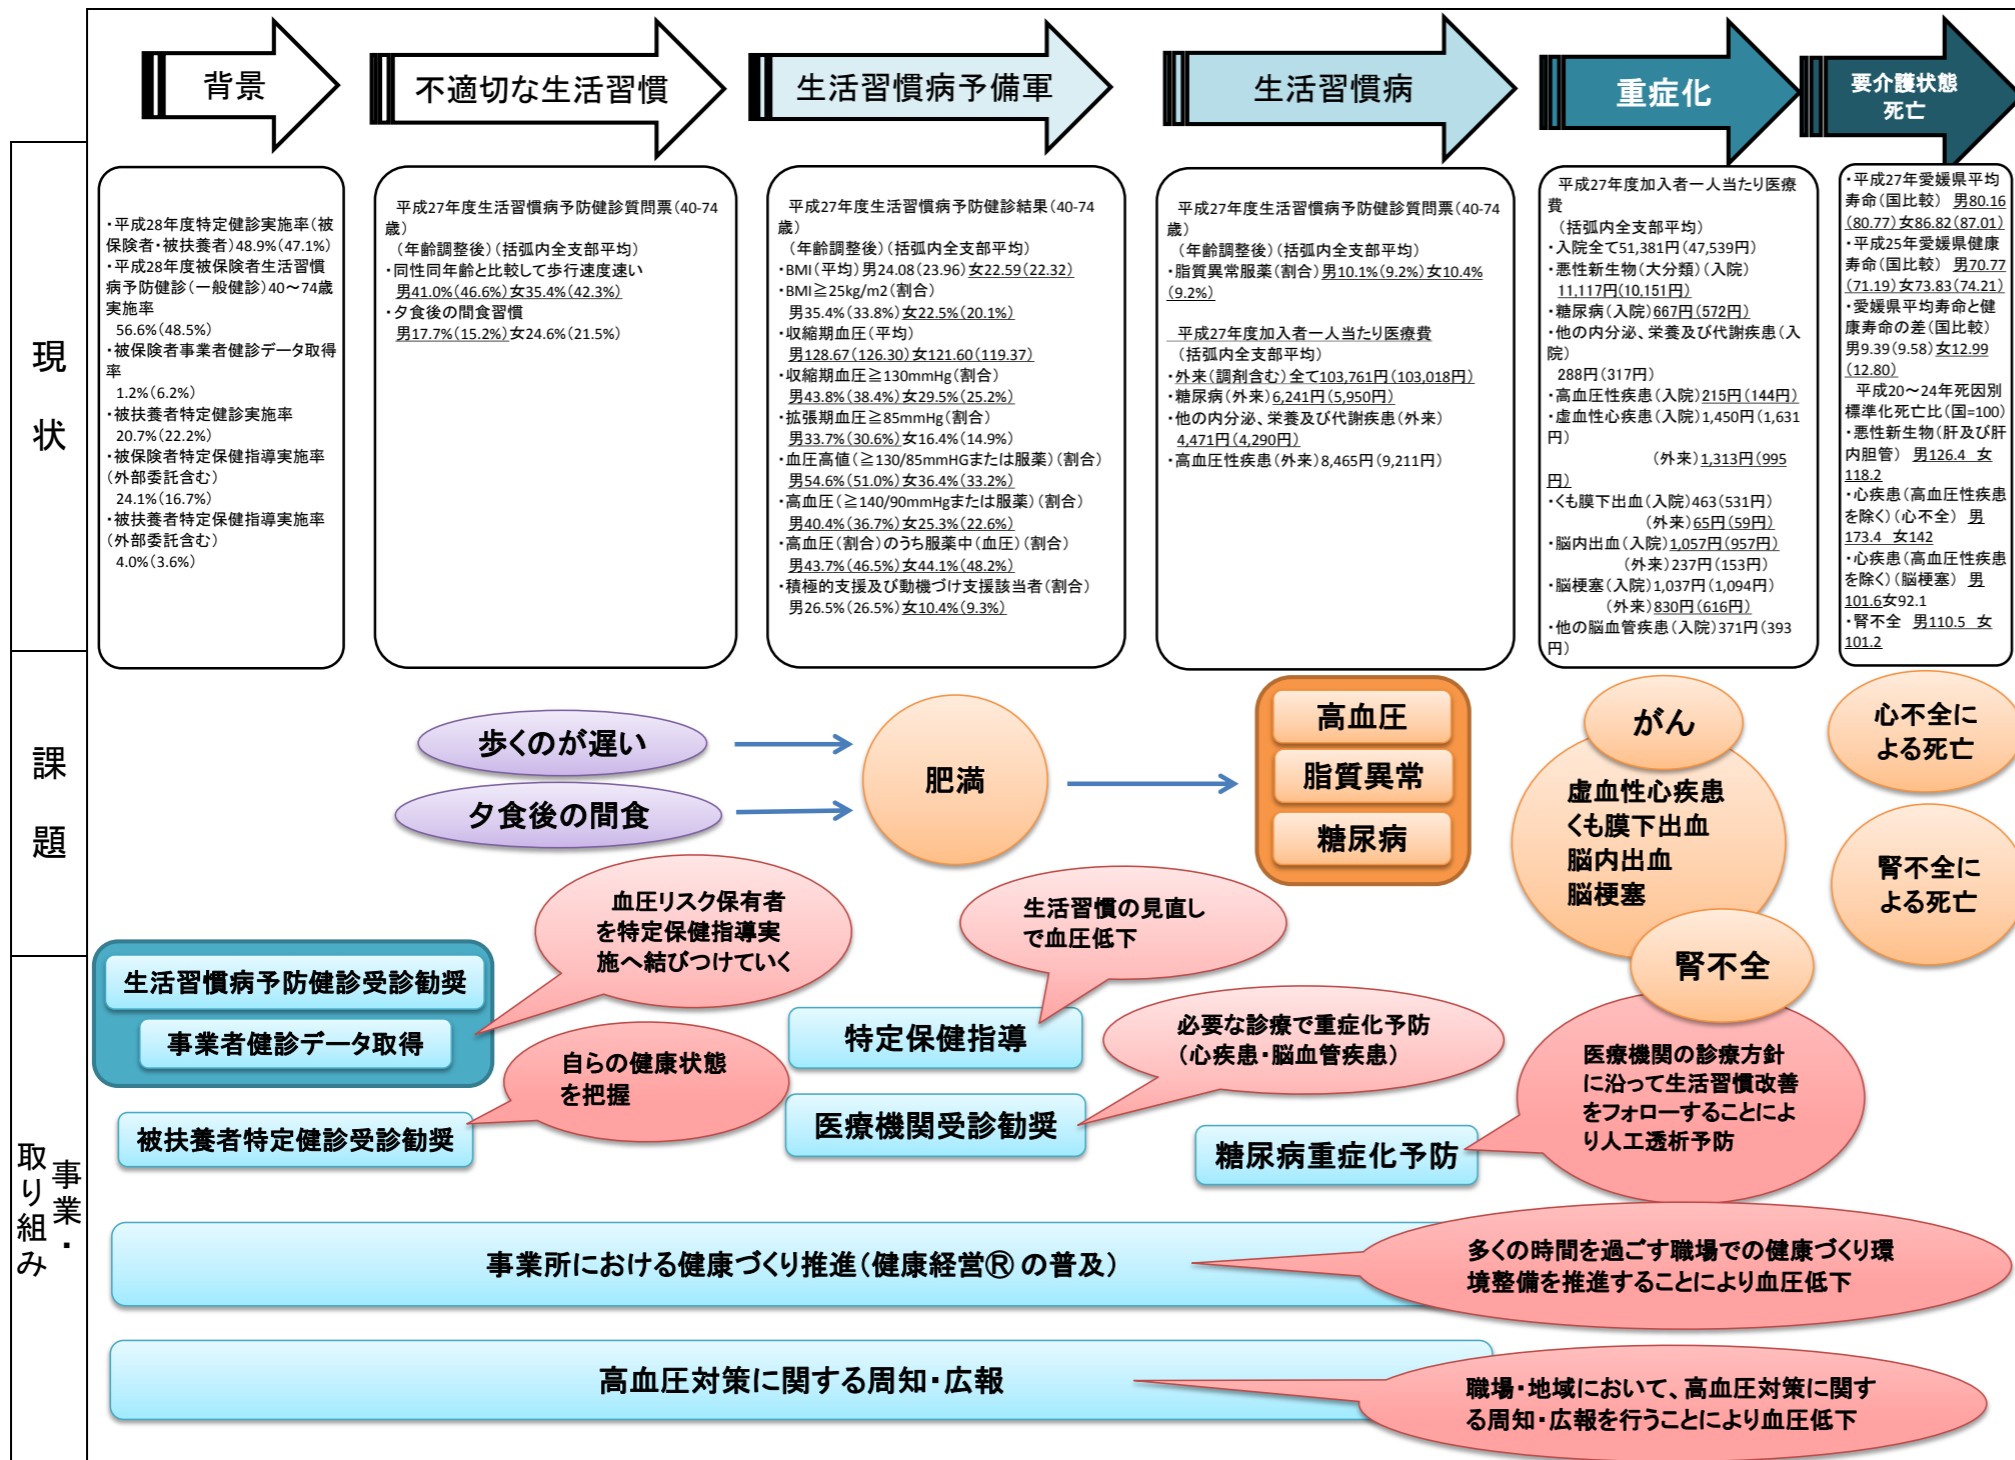 背景
不適切な生活習慣
生活習慣病予備軍
生活習慣病
重症化
要介護状態
死亡
現状
・平成28年度特定健診実施率(被
保険者・被扶養者)48.9%(47.1%)
・平成28年度被保険者生活習慣
病予防健診(一般健診)40～74歳
実施率
56.6%(48.5%)
・被保険者事業者健診データ取得
率
1.2%(6.2%)
・被扶養者特定健診実施率
20.7%(22.2%)
・被保険者特定保健指導実施率
(外部委託含む)
24.1%(16.7%)
・被扶養者特定保健指導実施率
(外部委託含む)
4.0%(3.6%)
平成27年度生活習慣病予防健診質問票(40-74
歳)
(年齢調整後)(括弧内全支部平均)
・同性同年齢と比較して歩行速度速い
男41.0%(46.6%)女35.4%(42.3%)
・夕食後の間食習慣
男17.7%(15.2%)女24.6%(21.5%)
平成27年度生活習慣病予防健診結果(40-74
歳)
(年齢調整後)(括弧内全支部平均)
・BMI(平均)男24.08(23.96)女22.59(22.32)
・BMI≧25kg/m2(割合)
男35.4%(33.8%)女22.5%(20.1%)
・収縮期血圧(平均)
男128.67(126.30)女121.60(119.37)
・収縮期血圧≧130mmHg(割合)
男43.8%(38.4%)女29.5%(25.2%)
・拡張期血圧≧85mmHg(割合)
男33.7%(30.6%)女16.4%(14.9%)
・血圧高値(≧130/85mmHGまたは服薬)(割合)
男54.6%(51.0%)女36.4%(33.2%)
・高血圧(≧140/90mmHgまたは服薬)(割合)
男40.4%(36.7%)女25.3%(22.6%)
・高血圧(割合)のうち服薬中(血圧)(割合)
男43.7%(46.5%)女44.1%(48.2%)
・積極的支援及び動機づけ支援該当者(割合)
男26.5%(26.5%)女10.4%(9.3%)
平成27年度生活習慣病予防健診質問票(40-74
歳)
(年齢調整後)(括弧内全支部平均)
・脂質異常服薬(割合)男10.1%(9.2%)女10.4%
(9.2%)
平成27年度加入者一人当たり医療費
(括弧内全支部平均)
・外来(調剤含む)全て103,761円(103,018円)
・糖尿病(外来)6,241円(5,950円)
・他の内分泌、栄養及び代謝疾患(外来)
4,471円(4,290円)
・高血圧性疾患(外来)8,465円(9,211円)
平成27年度加入者一人当たり医療
費
(括弧内全支部平均)
・入院全て51,381円(47,539円)
・悪性新生物(大分類)(入院)
11,117円(10,151円)
・糖尿病(入院)667円(572円)
・他の内分泌、栄養及び代謝疾患(入
院)
288円(317円)
・高血圧性疾患(入院)215円(144円)
・虚血性心疾患(入院)1,450円(1,631
円)
(外来)1,313円(995
円)
・くも膜下出血(入院)463(531円)
(外来)65円(59円)
・脳内出血(入院)1,057円(957円)
(外来)237円(153円)
・脳梗塞(入院)1,037円(1,094円)
(外来)830円(616円)
・他の脳血管疾患(入院)371円(393
円)
・平成27年愛媛県平均
寿命(国比較) 男80.16
(80.77)女86.82(87.01)
・平成25年愛媛県健康
寿命(国比較) 男70.77
(71.19)女73.83(74.21)
・愛媛県平均寿命と健
康寿命の差(国比較)
男9.39(9.58)女12.99
(12.80)
平成20～24年死因別
標準化死亡比(国=100)
・悪性新生物(肝及び肝
内胆管) 男126.4 女
118.2
・心疾患(高血圧性疾患
を除く)(心不全) 男
173.4 女142
・心疾患(高血圧性疾患
を除く)(脳梗塞) 男
101.6女92.1
・腎不全 男110.5 女
101.2
課題
歩くのが遅い
夕食後の間食
肥満
高血圧
脂質異常
糖尿病
がん
虚血性心疾患
くも膜下出血
脳内出血
脳梗塞
腎不全
心不全に
よる死亡
腎不全に
よる死亡
事業・
取り組み
生活習慣病予防健診受診勧奨
事業者健診データ取得
血圧リスク保有者
を特定保健指導実
施へ結びつけていく
被扶養者特定健診受診勧奨
自らの健康状態
を把握
特定保健指導
生活習慣の見直し
で血圧低下
医療機関受診勧奨
必要な診療で重症化予防
(心疾患・脳血管疾患)
糖尿病重症化予防
医療機関の診療方針
に沿って生活習慣改善
をフォローすることによ
り人工透析予防
事業所における健康づくり推進(健康経営Ⓡ の普及)
多くの時間を過ごす職場での健康づくり環
境整備を推進することにより血圧低下
高血圧対策に関する周知・広報
職場・地域において、高血圧対策に関す
る周知・広報を行うことにより血圧低下